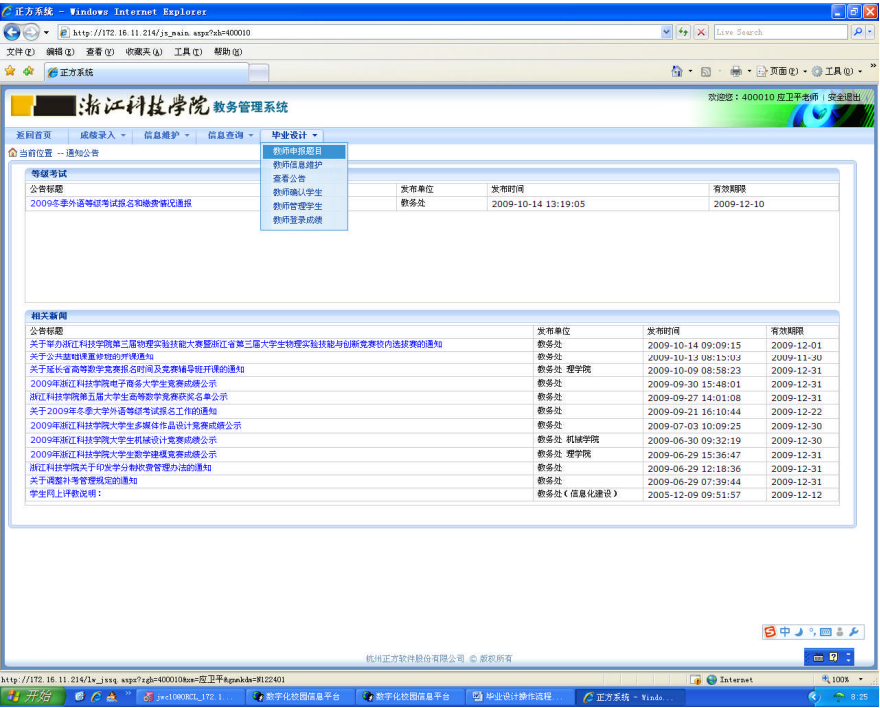 正方系统 - Windows Internet Explorer
http://172.16.11.214/js_main.aspx?xh=400010
Live Search
文件(F) 编辑(E) 查看(V) 收藏夹(A) 工具(T) 帮助(H)
正方系统
页面(P) 工具(O)
浙江科技学院 教务管理系统
欢迎您：400010 应卫平老师 安全退出
返回首页 成绩录入 信息维护 信息查询 毕业设计
当前位置 -- 通知公告
教师申报题目
教师信息维护
查看公告
教师确认学生
教师管理学生
教师登录成绩
等级考试
公告标题 发布单位 发布时间 有效期限
2009冬季外语等级考试报名和缴费情况通报 教务处 2009-10-14 13:19:05 2009-12-10
相关新闻
公告标题 发布单位 发布时间 有效期限
关于举办浙江科技学院第三届物理实验技能大赛暨浙江省第三届大学生物理实验技能与创新竞赛校内选拔赛的通知 教务处 2009-10-14 09:09:15 2009-12-01
关于公共基础课重修班的开课通知 教务处 2009-10-13 08:15:03 2009-11-30
关于延长省高等数学竞赛报名时间及竞赛辅导班开课的通知 教务处 理学院 2009-10-09 08:58:23 2009-12-31
2009年浙江科技学院电子商务大学生竞赛成绩公示 教务处 2009-09-30 15:48:01 2009-12-31
浙江科技学院第五届大学生高等数学竞赛获奖名单公示 教务处 2009-09-27 14:01:08 2009-12-31
关于2009年冬季大学外语等级考试报名工作的通知 教务处 2009-09-21 16:10:44 2009-12-22
2009年浙江科技学院大学生多媒体作品设计竞赛成绩公示 教务处 2009-07-03 10:09:25 2009-12-30
2009年浙江科技学院大学生机械设计竞赛成绩公示 教务处 机械学院 2009-06-30 09:32:19 2009-12-30
2009年浙江科技学院大学生数学建模竞赛成绩公示 教务处 理学院 2009-06-29 15:36:47 2009-12-31
浙江科技学院关于印发学分制收费管理办法的通知 教务处 2009-06-29 12:18:36 2009-12-31
关于调整补考管理规定的通知 教务处 2009-06-29 07:39:44 2009-12-31
学生网上评教说明： 教务处（信息化建设） 2005-12-09 09:51:57 2009-12-12
中
杭州正方软件股份有限公司 © 版权所有
http://172.16.11.214/lw_jssq.aspx?zgh=400010&xm=应卫平&gnmkdm=N122401 Internet 100%
开始 jwc1080RCL_172.1... 数字化校园信息平台 数字化校园信息平台 毕业设计操作流程... 正方系统 - Windo... 8:25